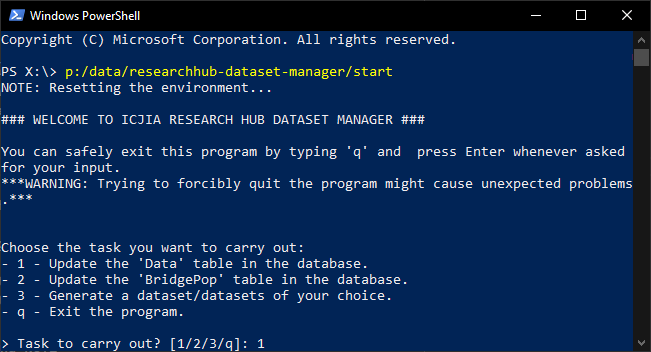 Windows PowerShell
Copyright (C) Microsoft Corporation. All rights reserved.
PS X:\> p:/data/researchhub-dataset-manager/start
NOTE: Resetting the environment...
### WELCOME TO ICJIA RESEARCH HUB DATASET MANAGER ###
You can safely exit this program by typing 'q' and  press Enter whenever asked
for your input.
***WARNING: Trying to forcibly quit the program might cause unexpected problems
.***
Choose the task you want to carry out:
- 1 - Update the 'Data' table in the database.
- 2 - Update the 'BridgePop' table in the database.
- 3 - Generate a dataset/datasets of your choice.
- q - Exit the program.
> Task to carry out? [1/2/3/q]: 1